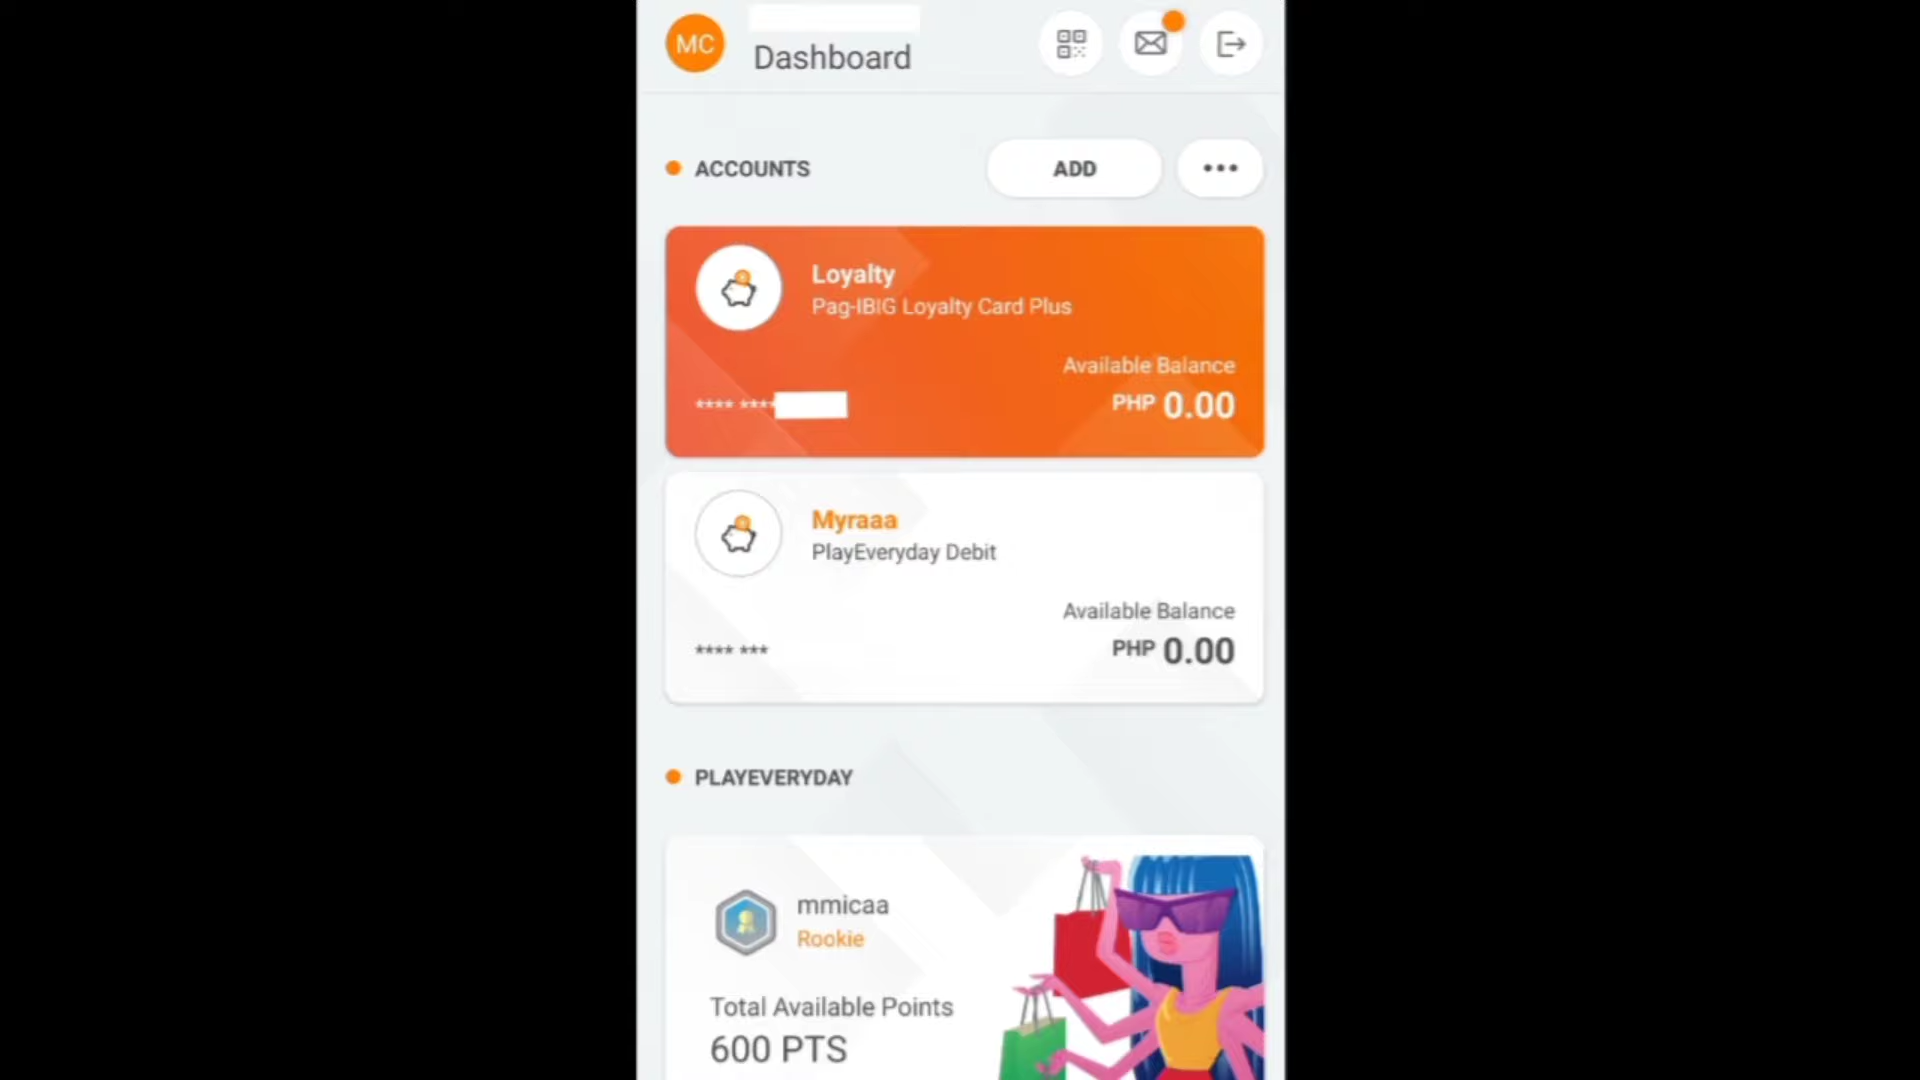 MC
Dashboard
ACCOUNTS
ADD
Loyalty
Pag-IBIG Loyalty Card Plus
Available Balance
**** ****
PHP 0.00
Myraaa
PlayEveryday Debit
Available Balance
**** ***
PHP 0.00
PLAYEVERYDAY
mmicaa
Rookie
Total Available Points
600 PTS